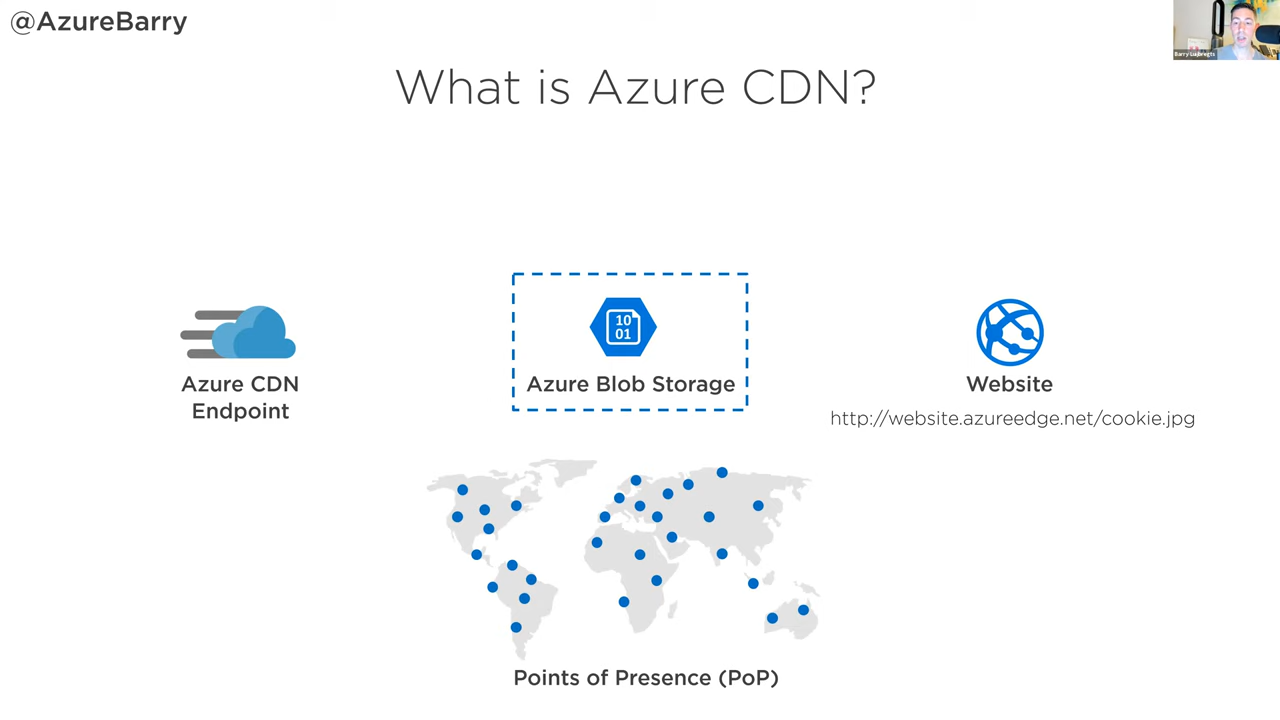 @AzureBarry
What is Azure CDN?
10
01
Azure CDN
Endpoint
Azure Blob Storage
Website
http://website.azureedge.net/cookie.jpg
Points of Presence (PoP)